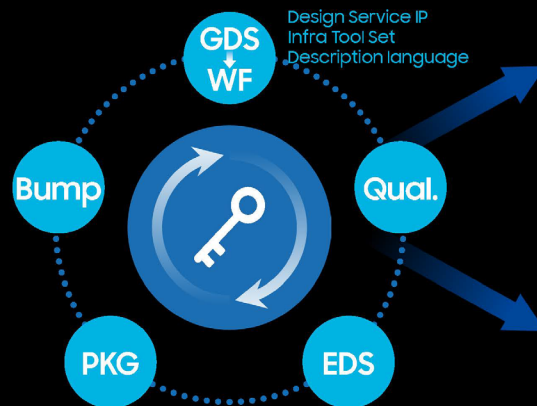 GDS
WF
Design Service IP
Infra Tool Set
Description language
Bump
Qual.
PKG
EDS